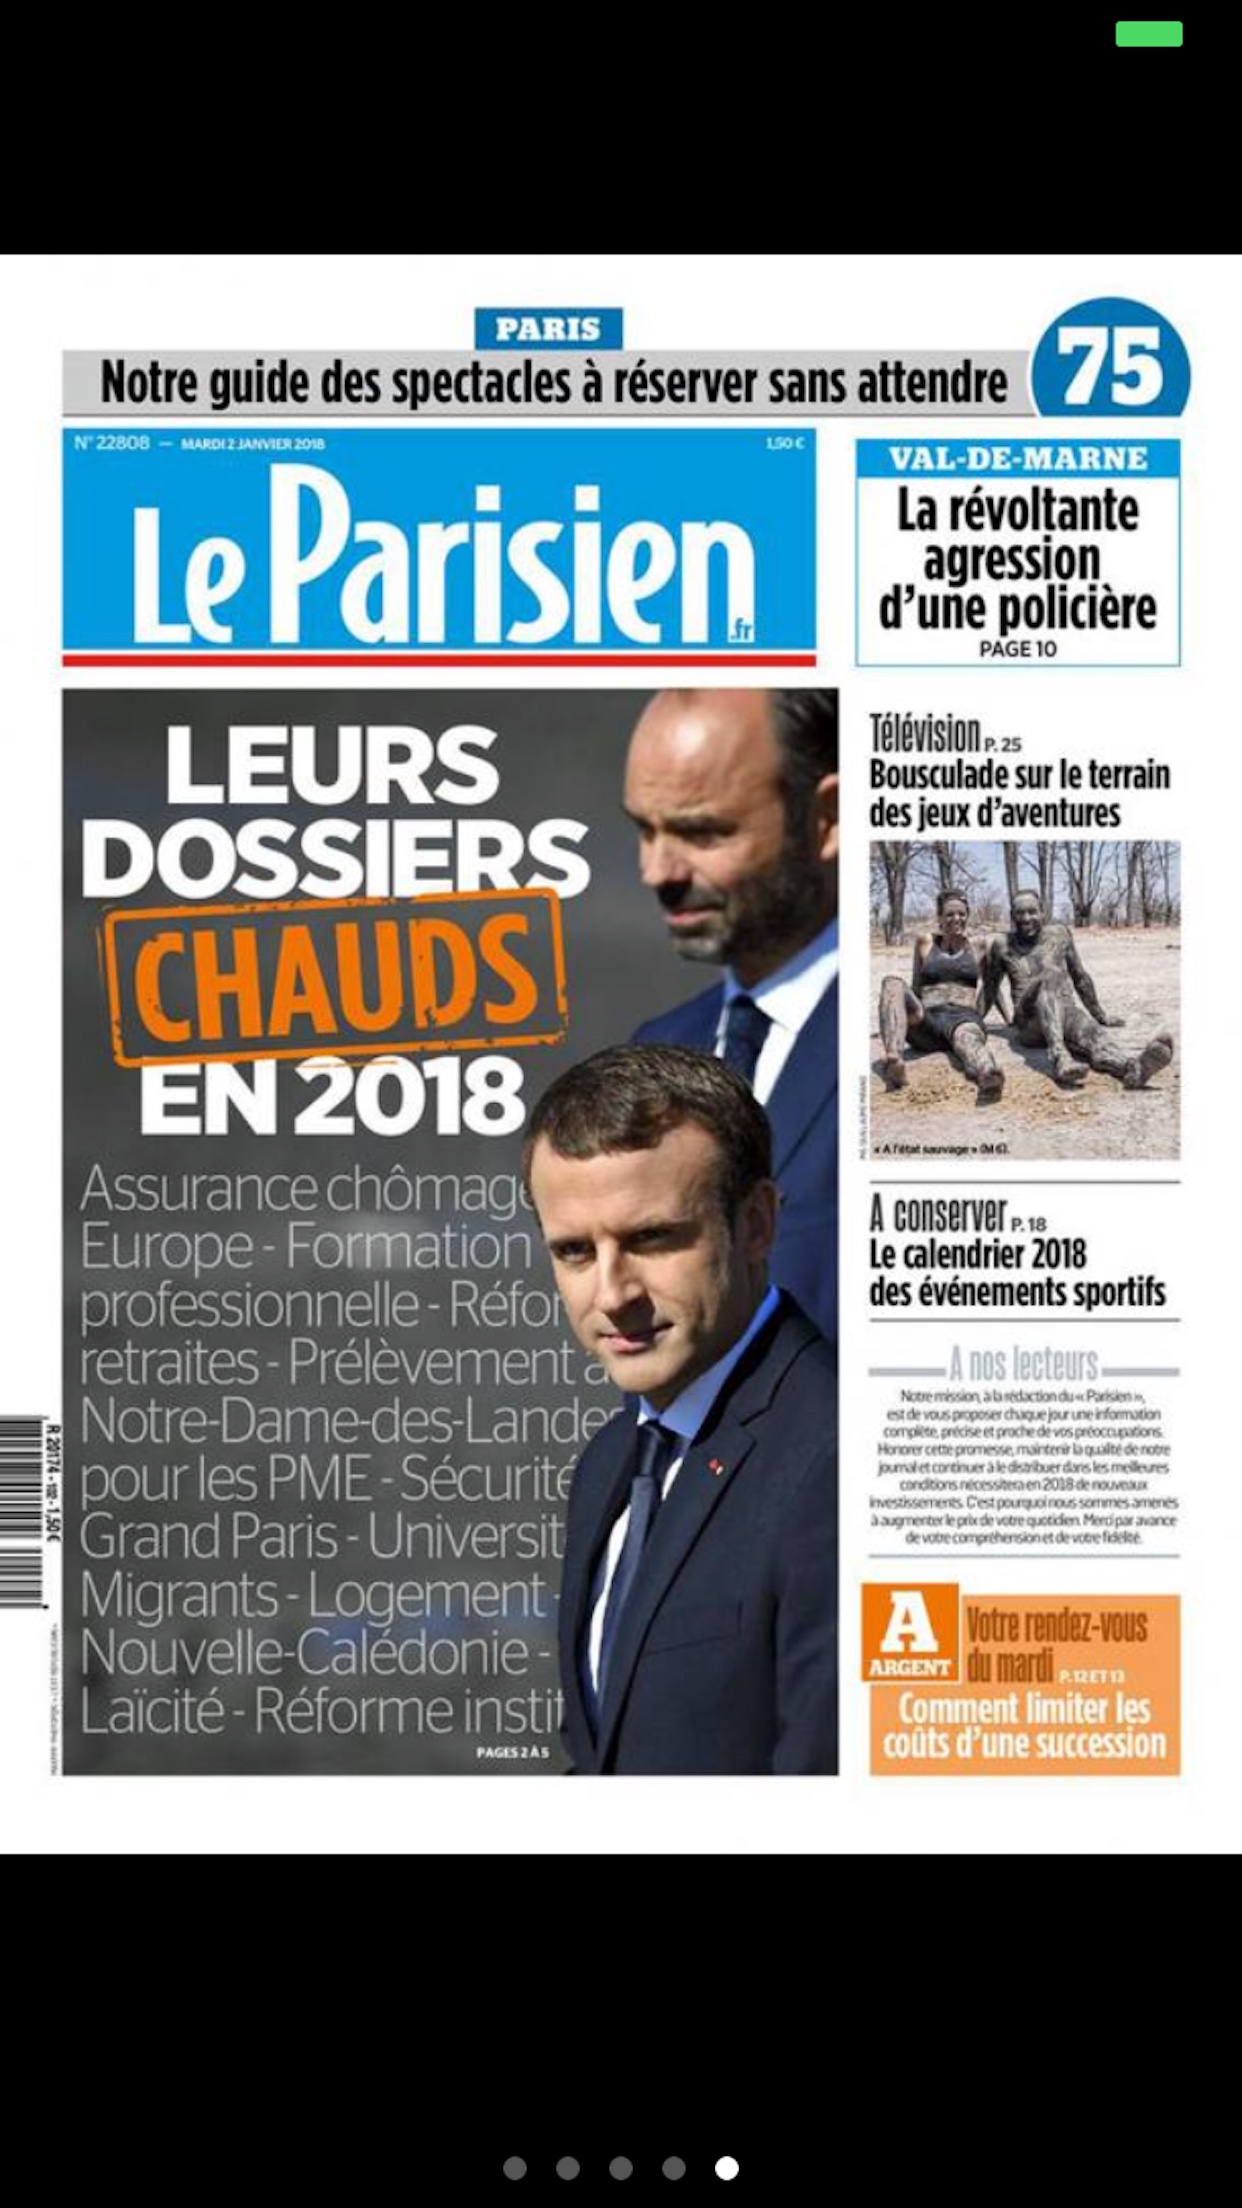 PARIS
Notre guide des spectacles à réserver sans attendre
75
N° 22808 — MARDI 2 JANVIER 2018
1,50 €
Le Parisien
.fr
VAL-DE-MARNE
La révoltante
agression
d'une policière
PAGE 10
LEURS
DOSSIERS
CHAUDS
EN 2018
Assurance chômage
Europe - Formation
professionnelle - Réfor
retraites - Prélèvement à
Notre-Dame-des-Landes
pour les PME - Sécurité
Grand Paris - Universit
Migrants - Logement -
Nouvelle-Calédonie -
Laïcité - Réforme instit
PAGES 2 À 5
Télévision P. 25
Bousculade sur le terrain
des jeux d'aventures
« A l'état sauvage » (M 6).
A conserver P. 18
Le calendrier 2018
des événements sportifs
A nos lecteurs
Notre mission, à la rédaction du « Parisien »,
est de vous proposer chaque jour une information
complète, précise et proche de vos préoccupations.
Honorer cette promesse, maintenir la qualité de notre
journal et continuer à le distribuer dans les meilleures
conditions nécessitera en 2018 de nouveaux
investissements. C'est pourquoi nous sommes amenés
à augmenter le prix de votre quotidien. Merci par avance
de votre compréhension et de votre fidélité.
A
ARGENT
Votre rendez-vous
du mardi P. 12 ET 13
Comment limiter les
coûts d'une succession
R 20174 - 102 - 1,50 €